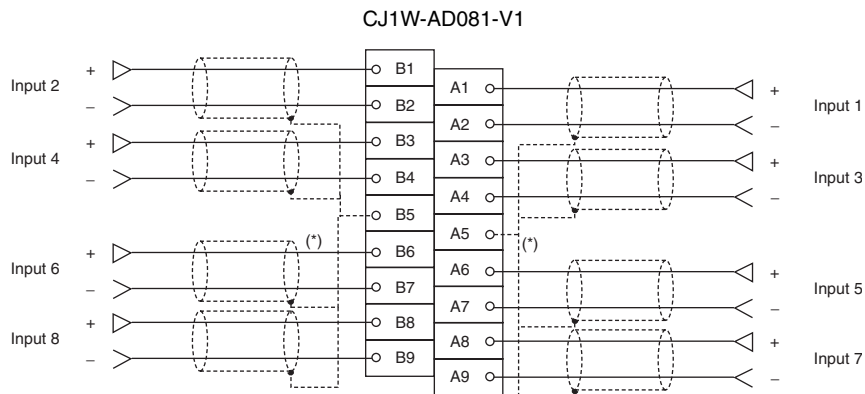 CJ1W-AD081-V1
Input 2
+
–
B1
B2
Input 4
+
–
B3
B4
B5
(*)
Input 6
+
–
B6
B7
Input 8
+
–
B8
B9
A1
A2
+
–
Input 1
A3
A4
+
–
Input 3
A5
(*)
A6
A7
+
–
Input 5
A8
A9
+
–
Input 7